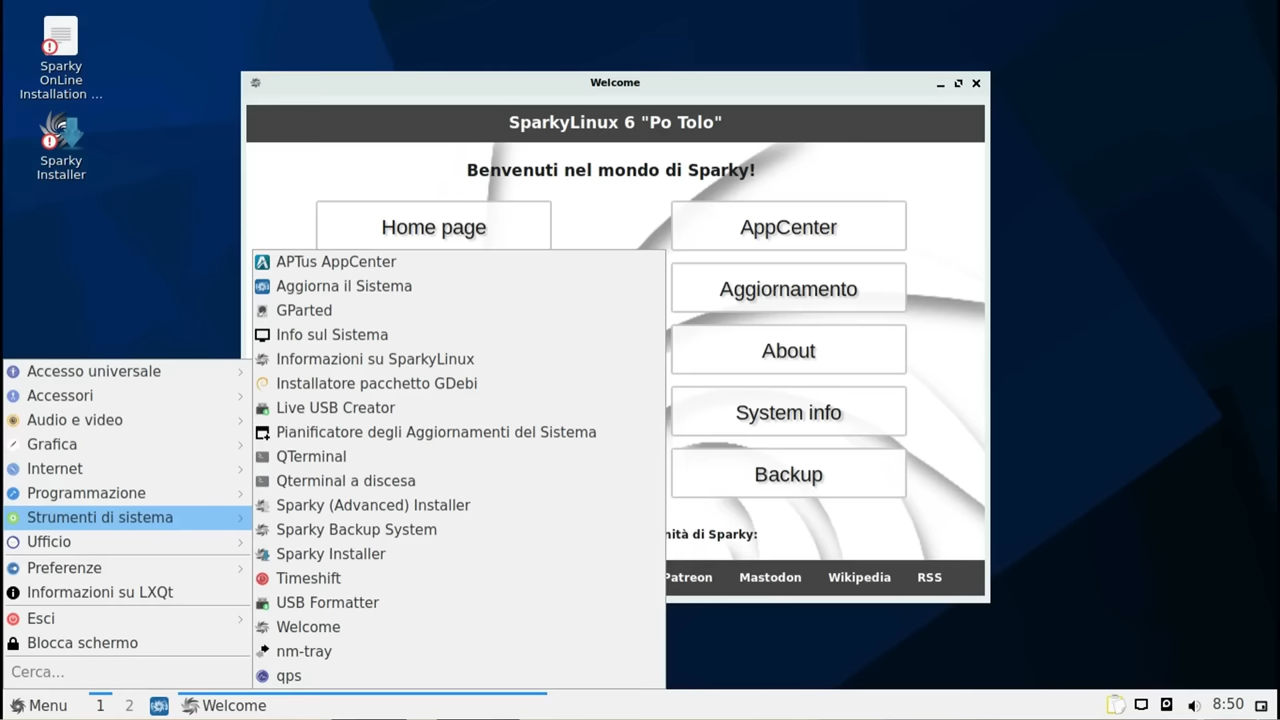 Sparky
OnLine
Installation ...
Sparky
Installer
Welcome
SparkyLinux 6 "Po Tolo"
Benvenuti nel mondo di Sparky!
Home page
AppCenter
Aggiornamento
About
System info
Backup
nità di Sparky:
Patreon
Mastodon
Wikipedia
RSS
APTus AppCenter
Aggiorna il Sistema
GParted
Info sul Sistema
Informazioni su SparkyLinux
Installatore pacchetto GDebi
Live USB Creator
Pianificatore degli Aggiornamenti del Sistema
QTerminal
Qterminal a discesa
Sparky (Advanced) Installer
Sparky Backup System
Sparky Installer
Timeshift
USB Formatter
Welcome
nm-tray
qps
Accesso universale
Accessori
Audio e video
Grafica
Internet
Programmazione
Strumenti di sistema
Ufficio
Preferenze
Informazioni su LXQt
Esci
Blocca schermo
Cerca...
Menu
1
2
Welcome
8:50